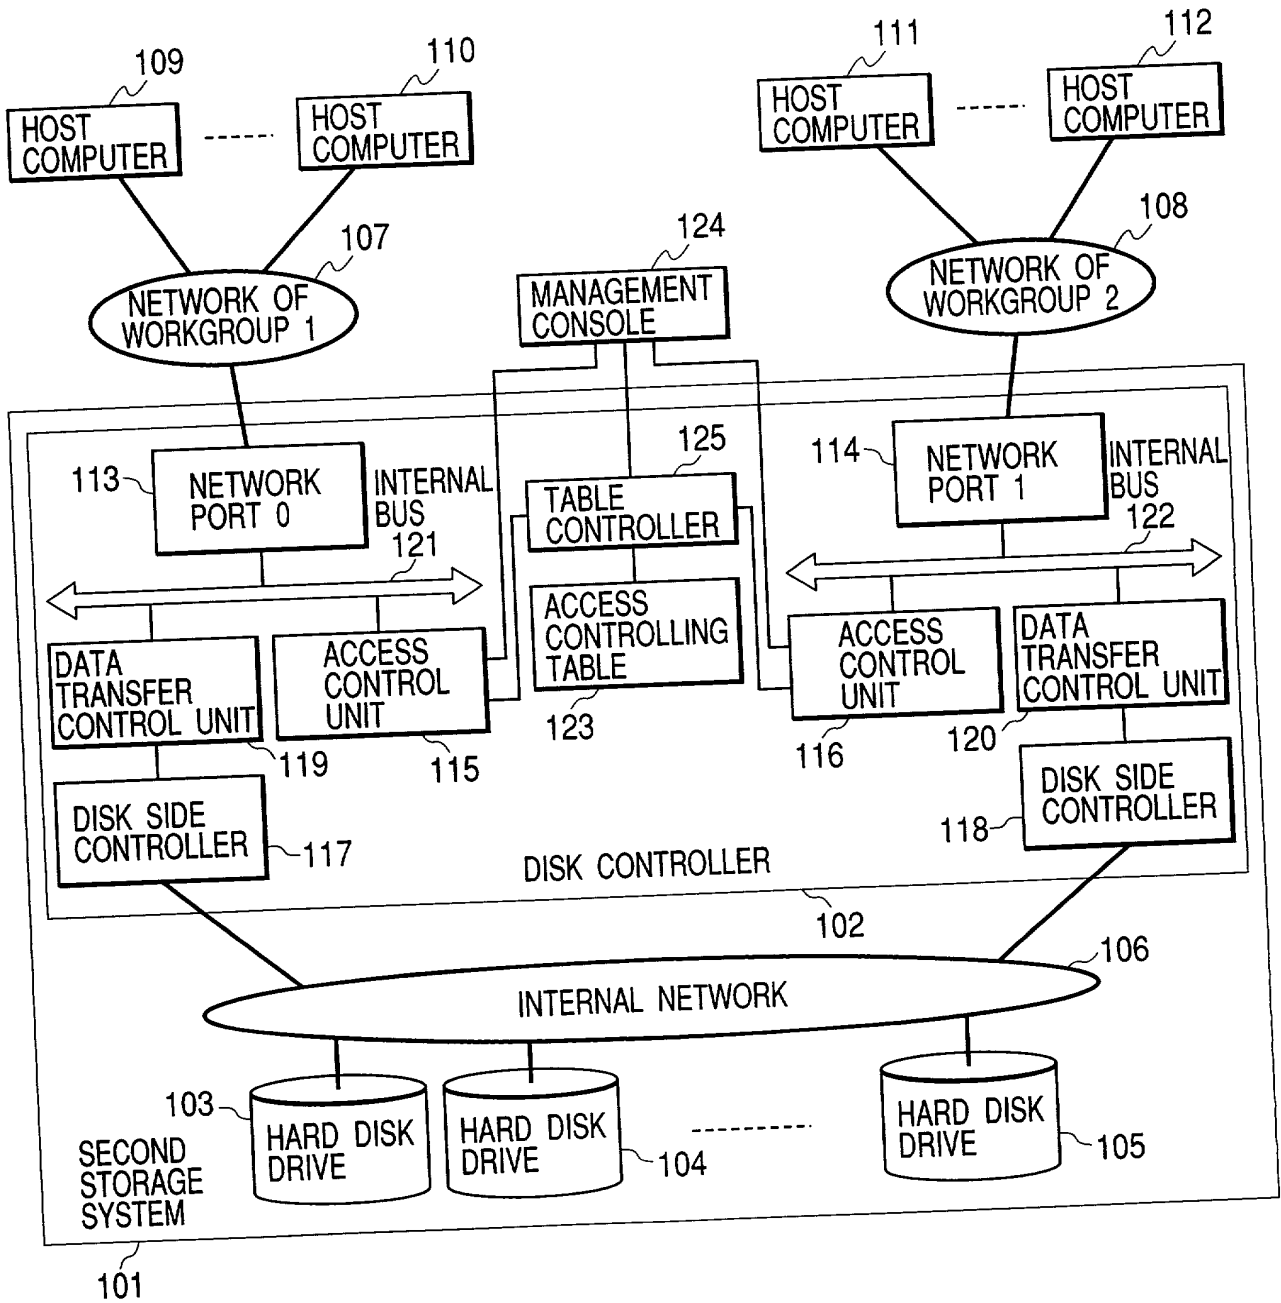 109
110
111
112
HOST
COMPUTER
HOST
COMPUTER
HOST
COMPUTER
HOST
COMPUTER
107
124
108
NETWORK OF
WORKGROUP 1
MANAGEMENT
CONSOLE
NETWORK OF
WORKGROUP 2
113
NETWORK
PORT 0
INTERNAL
BUS
121
125
TABLE
CONTROLLER
114
NETWORK
PORT 1
INTERNAL
BUS
122
DATA
TRANSFER
CONTROL UNIT
119
ACCESS
CONTROL
UNIT
115
ACCESS
CONTROLLING
TABLE
123
ACCESS
CONTROL
UNIT
116
DATA
TRANSFER
CONTROL UNIT
120
DISK SIDE
CONTROLLER
117
DISK SIDE
CONTROLLER
118
DISK CONTROLLER
102
106
INTERNAL NETWORK
103
HARD DISK
DRIVE
HARD DISK
DRIVE
104
HARD DISK
DRIVE
105
SECOND
STORAGE
SYSTEM
101